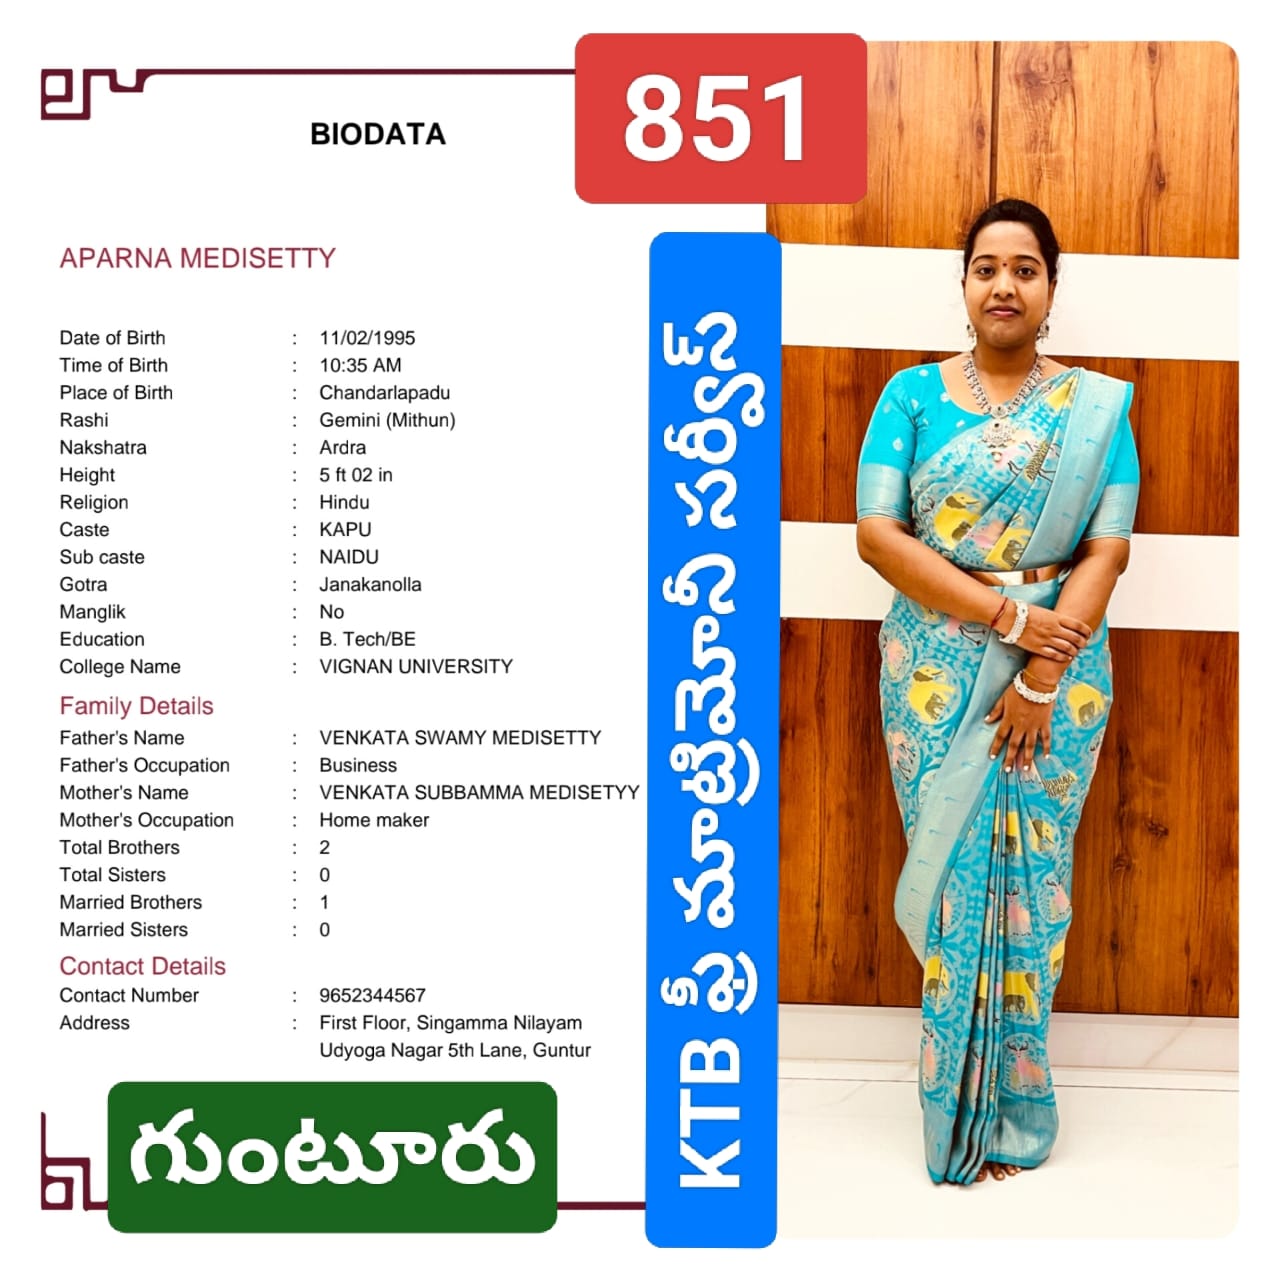 851
BIODATA
APARNA MEDISETTY
Date of Birth : 11/02/1995
Time of Birth : 10:35 AM
Place of Birth : Chandarlapadu
Rashi : Gemini (Mithun)
Nakshatra : Ardra
Height : 5 ft 02 in
Religion : Hindu
Caste : KAPU
Sub caste : NAIDU
Gotra : Janakanolla
Manglik : No
Education : B. Tech/BE
College Name : VIGNAN UNIVERSITY
Family Details
Father's Name : VENKATA SWAMY MEDISETTY
Father's Occupation : Business
Mother's Name : VENKATA SUBBAMMA MEDISETYY
Mother's Occupation : Home maker
Total Brothers : 2
Total Sisters : 0
Married Brothers : 1
Married Sisters : 0
Contact Details
Contact Number : 9652344567
Address : First Floor, Singamma Nilayam
Udyoga Nagar 5th Lane, Guntur
గుంటూరు
KTB ఫ్రీ మాట్రిమోనీ సర్వీస్